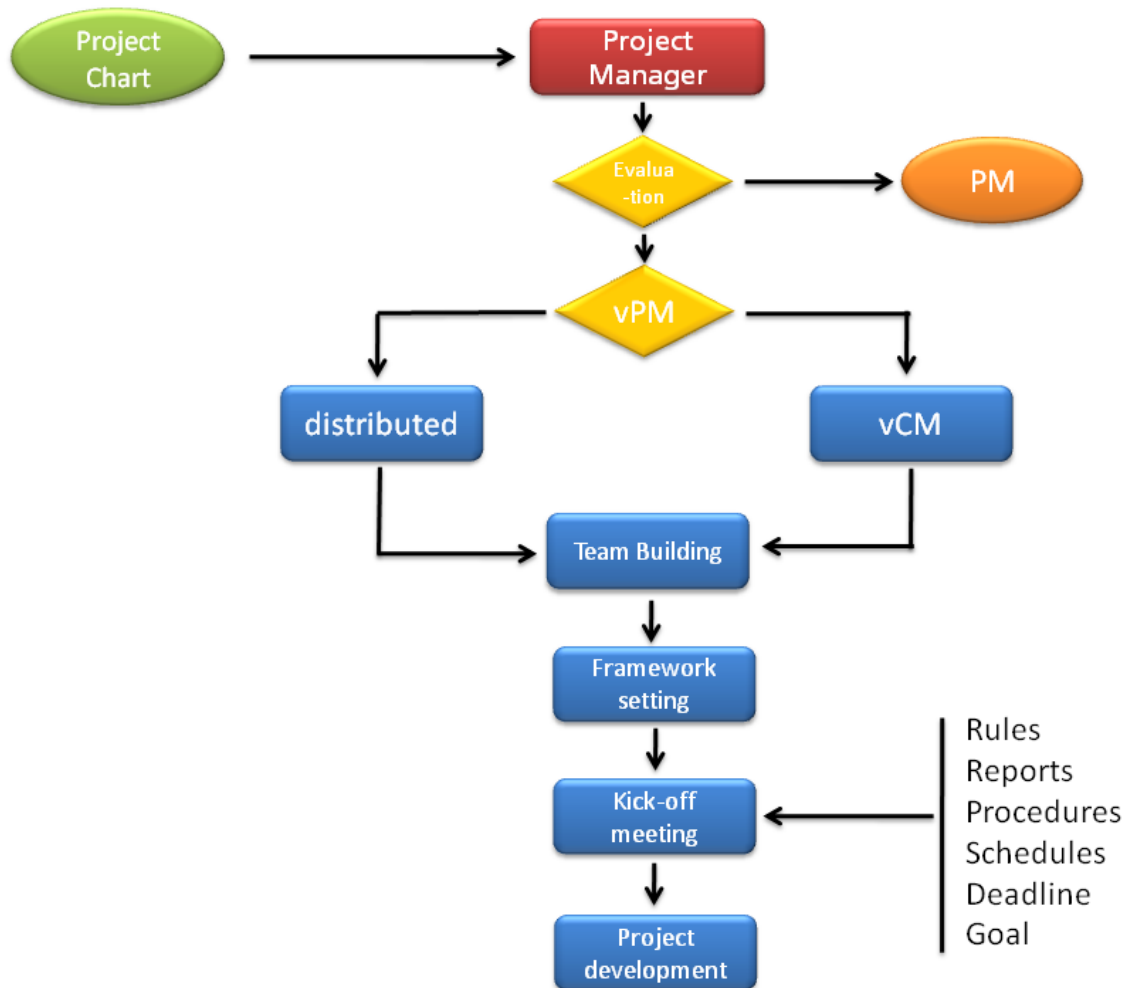 Project
Chart
Project
Manager
Evalua
-tion
PM
vPM
distributed
vCM
Team Building
Framework
setting
Kick-off
meeting
Rules
Reports
Procedures
Schedules
Deadline
Goal
Project
development